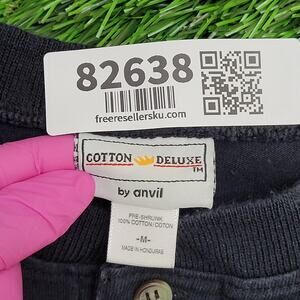 82638
freeresellersku.com
COTTON DELUXE
TM
by anvil
PRE-SHRUNK
100% COTTON/COTON
-M-
MADE IN HONDURAS